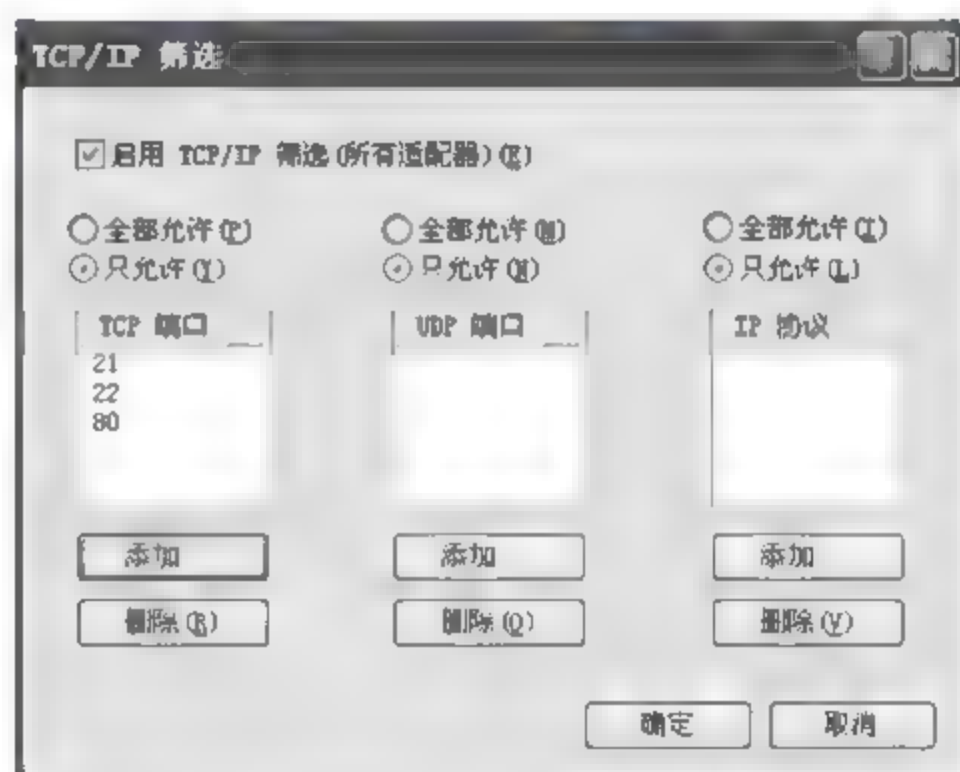 TCP/IP 筛选
启用 TCP/IP 筛选(所有适配器)(E)
全部允许(P) 全部允许(M) 全部允许(I)
只允许(Y) 只允许(N) 只允许(L)
TCP 端口 UDP 端口 IP 协议
21
22
80
添加 添加 添加
删除(R) 删除(O) 删除(V)
确定 取消